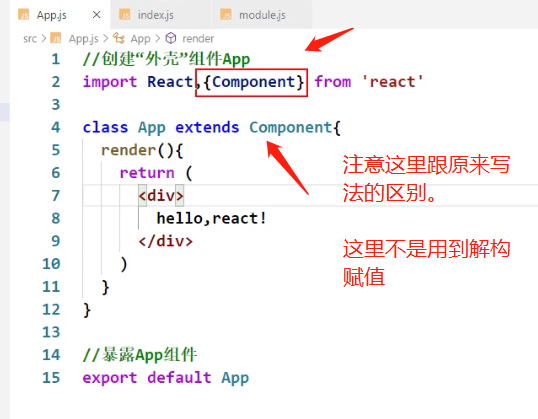 App.js × index.js module.js
src > App.js > App > render
1 //创建“外壳”组件App
2 import React,{Component} from 'react'
3
4 class App extends Component{
5 render(){
6 return (
7 <div>
8 hello,react!
9 </div>
10 )
11 }
12 }
13
14 //暴露App组件
15 export default App
注意这里跟原来写
法的区别。
这里不是用到解构
赋值